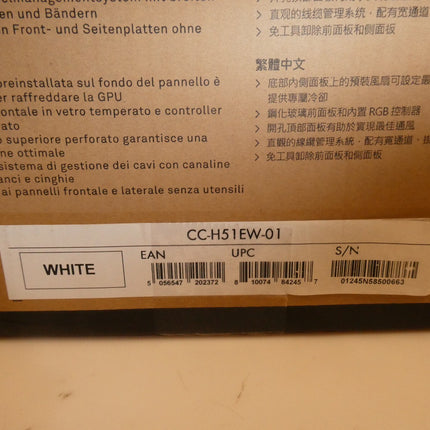 en und Bändern
n Front- und Seitenplatten ohne
preinstallata sul fondo del pannello è
er raffreddare la GPU
ontale in vetro temperato e controller
ato
o superiore perforato garantisce una
ne ottimale
sistema di gestione dei cavi con canaline
anci e cinghie
ai pannelli frontale e laterale senza utensili
> 直观的线缆管理系统，配有宽通道
> 免工具卸除前面板和侧面板
繁體中文
> 底部內側面板上的預裝風扇可設定最
提供專屬冷卻
> 鋼化玻璃前面板和內置 RGB 控制器
> 開孔頂部面板有助於實現最佳通風
> 直觀的線纜管理系統，配有寬通道、
> 免工具卸除前面板和側面板
CC-H51EW-01
WHITE
EAN
5 056547 202372
UPC
8 10074 84245 7
S/N
01245N58500663